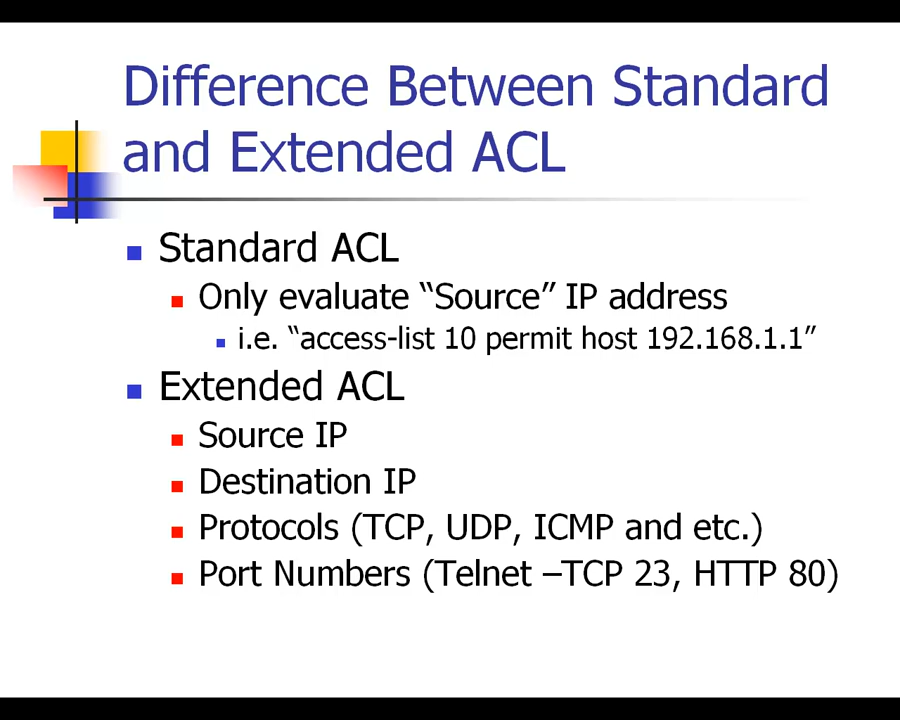 Difference Between Standard
and Extended ACL
Standard ACL
Only evaluate “Source” IP address
i.e. “access-list 10 permit host 192.168.1.1”
Extended ACL
Source IP
Destination IP
Protocols (TCP, UDP, ICMP and etc.)
Port Numbers (Telnet –TCP 23, HTTP 80)